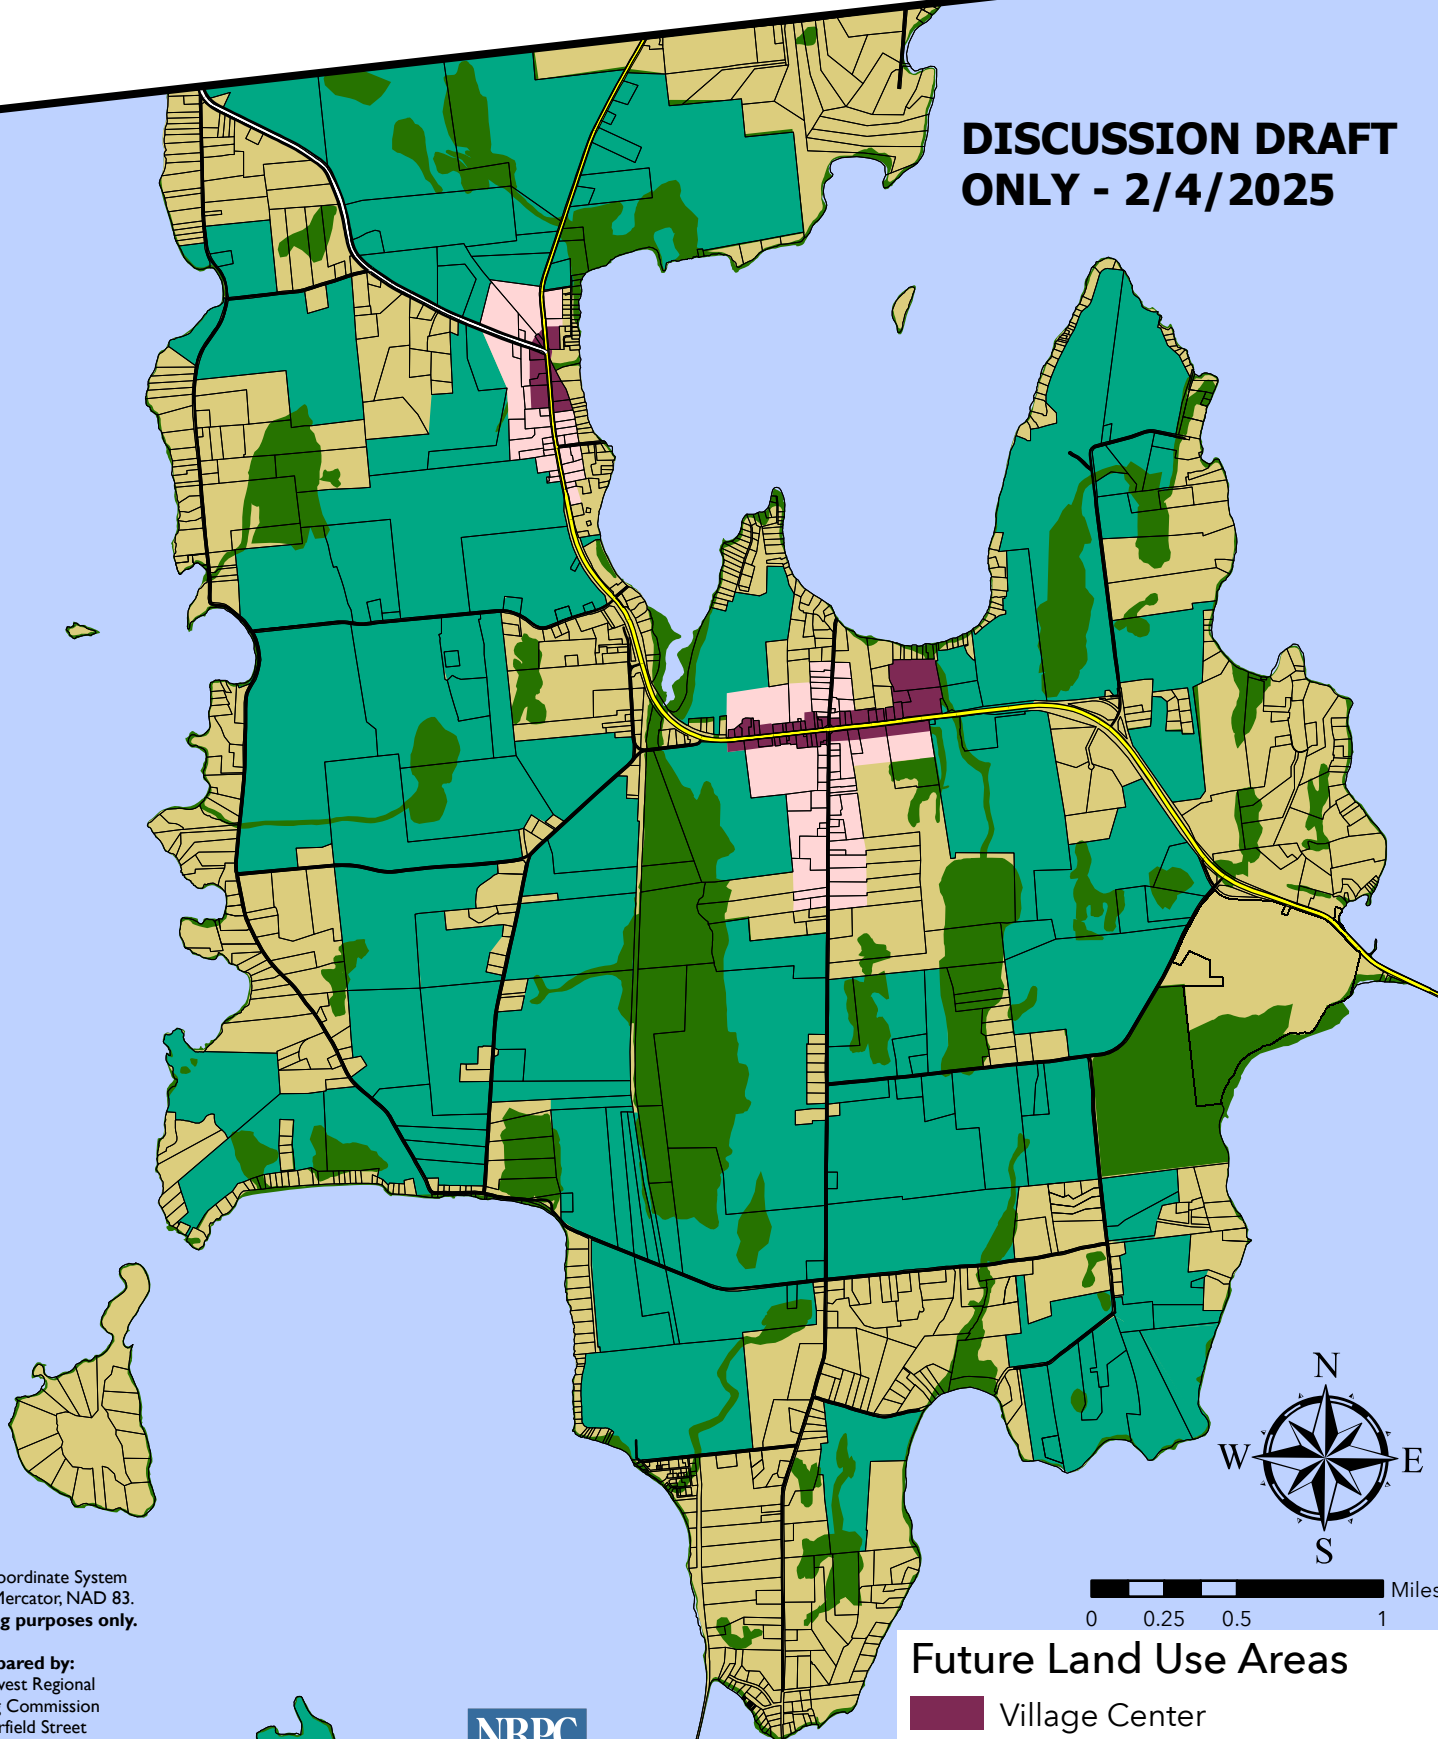 DISCUSSION DRAFT
ONLY - 2/4/2025
N
W
E
S
Miles
0 0.25 0.5 1
oordinate System
Mercator, NAD 83.
g purposes only.
pared by:
west Regional
g Commission
rfield Street
NRPC
Future Land Use Areas
Village Center